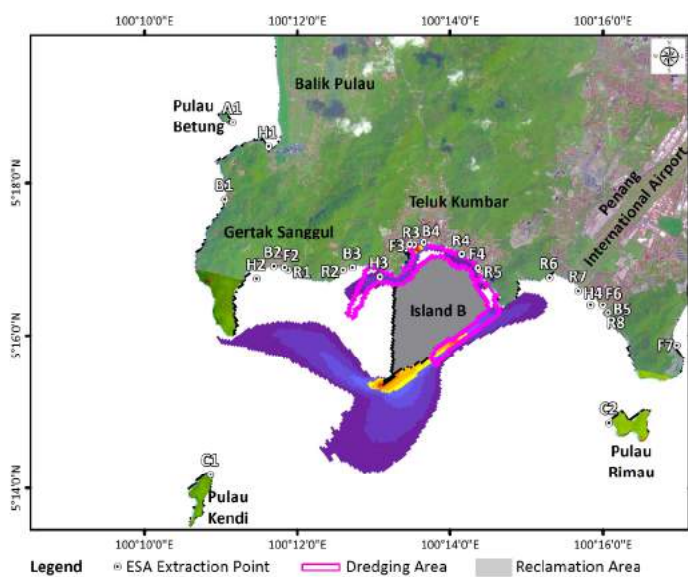 100°10'0"E 100°12'0"E 100°14'0"E 100°16'0"E
Balik Pulau
Pulau
Betung
A1
H1
5°18'0"N
B1
Penang
International Airport
Teluk Kumbar
Gertak Sanggul
R3 B4
F3
R4
F4
B2
F2
B3
H2
R1
R2
H3
R5
R6
R7
H4 F6
B5
R8
Island B
5°16'0"N
F7
C2
Pulau
Rimau
C1
Pulau
Kendi
5°14'0"N
100°10'0"E 100°12'0"E 100°14'0"E 100°16'0"E
Legend ESA Extraction Point Dredging Area Reclamation Area